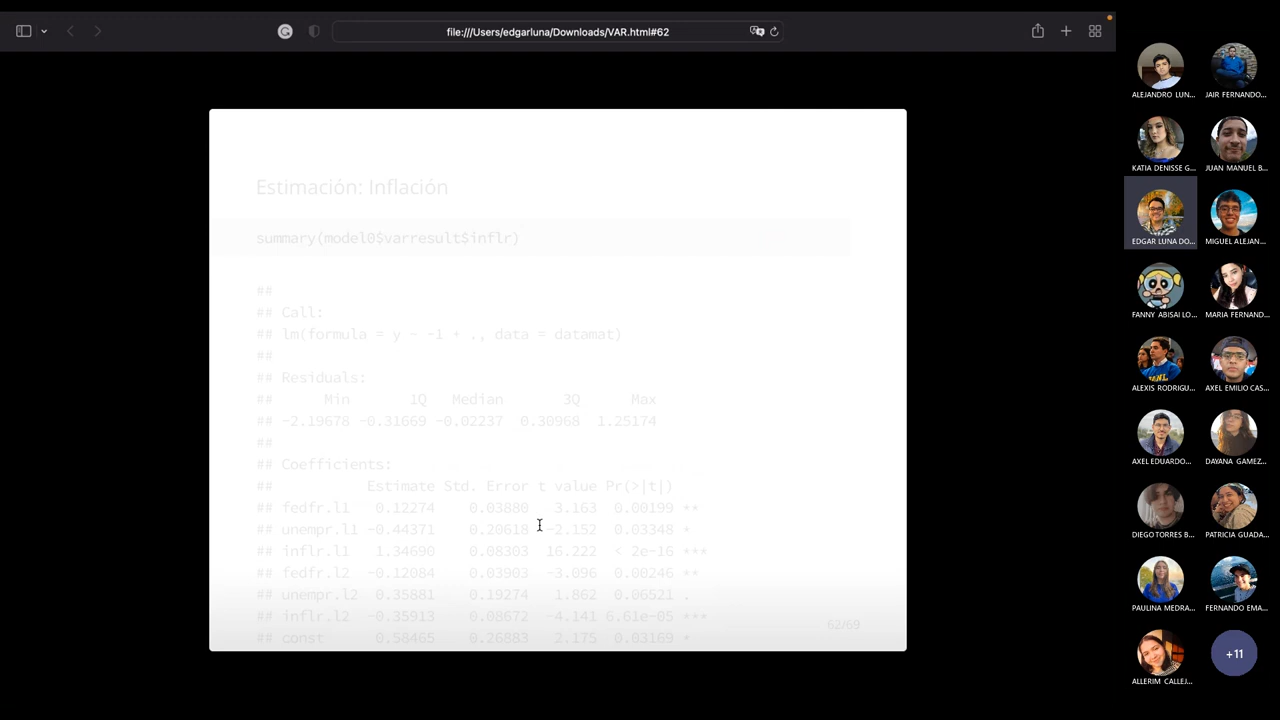 file:///Users/edgarluna/Downloads/VAR.html#62
Estimación: Inflación
summary(model0$varresult$inflr)
##
## Call:
## lm(formula = y ~ -1 + ., data = datamat)
##
## Residuals:
##      Min       1Q   Median       3Q      Max
## -2.19678 -0.31669 -0.02237  0.30968  1.25174
##
## Coefficients:
##           Estimate Std. Error t value Pr(>|t|)
## fedfr.l1   0.12274    0.03880   3.163  0.00199 **
## unempr.l1 -0.44371    0.20618  -2.152  0.03348 *
## inflr.l1   1.34690    0.08303  16.222  < 2e-16 ***
## fedfr.l2  -0.12084    0.03903  -3.096  0.00246 **
## unempr.l2  0.35881    0.19274   1.862  0.06521 .
## inflr.l2  -0.35913    0.08672  -4.141 6.61e-05 ***
## const      0.58465    0.26883   2.175  0.03169 *
62/69
ALEJANDRO LUN...
JAIR FERNANDO...
KATIA DENISSE G...
JUAN MANUEL B...
EDGAR LUNA DO...
MIGUEL ALEJAN...
FANNY ABISAI LO...
MARIA FERNAND...
ALEXIS RODRIGU...
AXEL EMILIO CAS...
AXEL EDUARDO...
DAYANA GAMEZ...
DIEGO TORRES B...
PATRICIA GUADA...
PAULINA MEDRA...
FERNANDO EMA...
ALLERIM CALLEJ...
+11